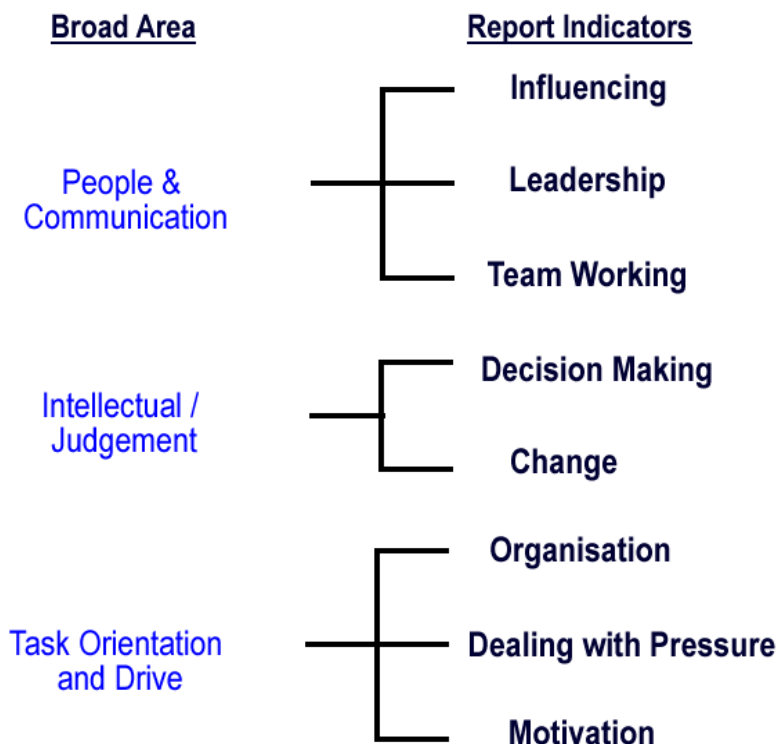 Broad Area
Report Indicators
People &
Communication
Influencing
Leadership
Team Working
Intellectual /
Judgement
Decision Making
Change
Task Orientation
and Drive
Organisation
Dealing with Pressure
Motivation